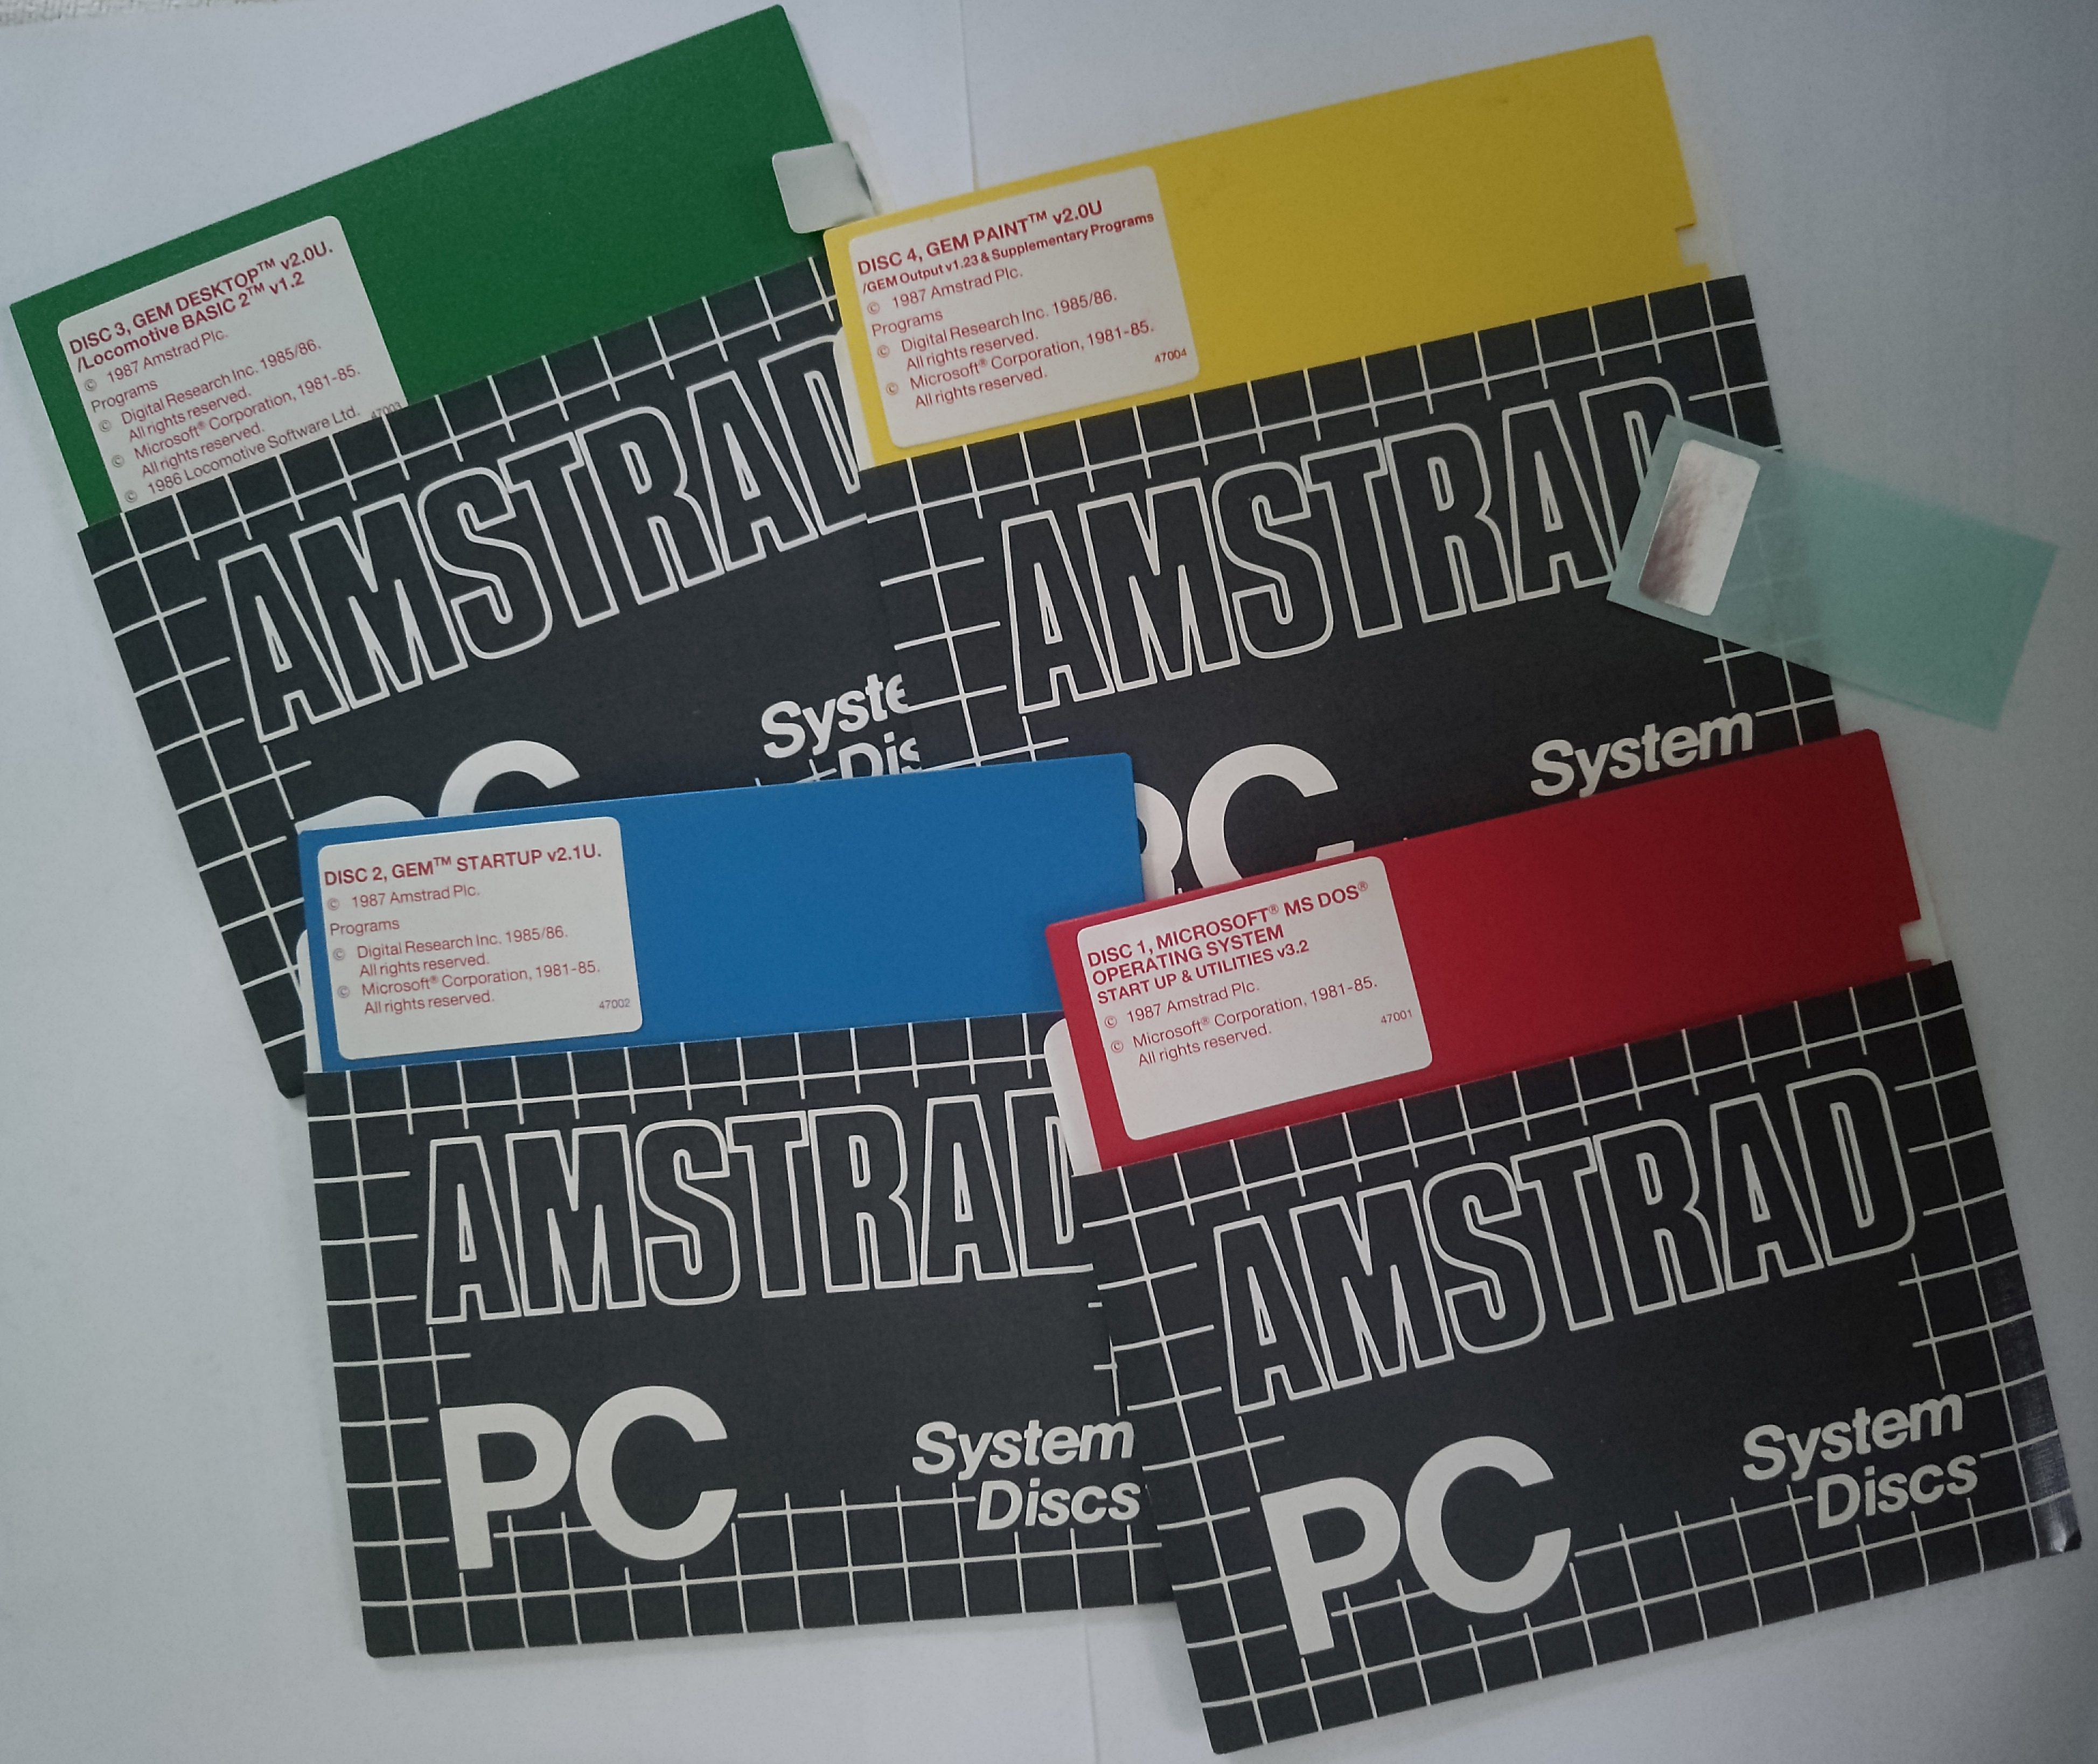 DISC 3, GEM DESKTOP™ v2.0U.
/Locomotive BASIC 2™ v1.2
© 1987 Amstrad Plc.
Programs
© Digital Research Inc. 1985/86.
All rights reserved.
© Microsoft® Corporation, 1981-85.
All rights reserved.
© 1986 Locomotive Software Ltd. 47003
AMSTRAD
PC
Syste
Dis
DISC 4, GEM PAINT™ v2.0U
/GEM Output v1.23 & Supplementary Programs
© 1987 Amstrad Plc.
Programs
© Digital Research Inc. 1985/86.
All rights reserved.
© Microsoft® Corporation, 1981-85.
All rights reserved.
47004
AMSTRAD
PC
System
DISC 2, GEM™ STARTUP v2.1U.
© 1987 Amstrad Plc.
Programs
© Digital Research Inc. 1985/86.
All rights reserved.
© Microsoft® Corporation, 1981-85.
All rights reserved.
47002
AMSTRAD
PC
System
Discs
DISC 1, MICROSOFT® MS DOS®
OPERATING SYSTEM
START UP & UTILITIES v3.2
© 1987 Amstrad Plc.
© Microsoft® Corporation, 1981-85.
All rights reserved.
47001
AMSTRAD
PC
System
Discs